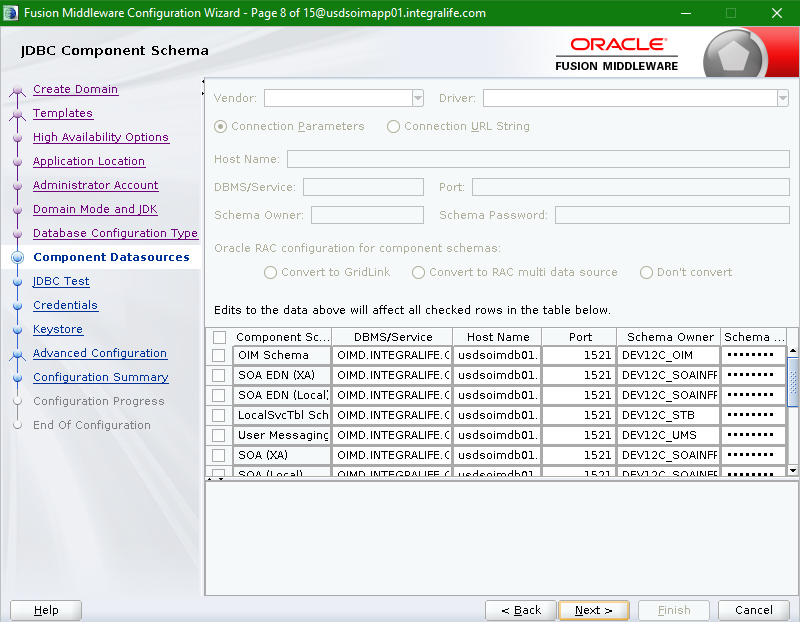 Fusion Middleware Configuration Wizard - Page 8 of 15@usdsoimapp01.integralife.com
JDBC Component Schema
ORACLE
FUSION MIDDLEWARE
Create Domain
Templates
High Availability Options
Application Location
Administrator Account
Domain Mode and JDK
Database Configuration Type
Component Datasources
JDBC Test
Credentials
Keystore
Advanced Configuration
Configuration Summary
Configuration Progress
End Of Configuration
Vendor: Driver:
Connection Parameters Connection URL String
Host Name:
DBMS/Service: Port:
Schema Owner: Schema Password:
Oracle RAC configuration for component schemas:
Convert to GridLink Convert to RAC multi data source Don't convert
Edits to the data above will affect all checked rows in the table below.
Component Sc... DBMS/Service Host Name Port Schema Owner Schema ...
OIM Schema OIMD.INTEGRALIFE.C usdsoimdb01. 1521 DEV12C_OIM ••••••••
SOA EDN (XA) OIMD.INTEGRALIFE.C usdsoimdb01. 1521 DEV12C_SOAINFR ••••••••
SOA EDN (Local) OIMD.INTEGRALIFE.C usdsoimdb01. 1521 DEV12C_SOAINFR ••••••••
LocalSvcTbl Sch OIMD.INTEGRALIFE.C usdsoimdb01. 1521 DEV12C_STB ••••••••
User Messaging OIMD.INTEGRALIFE.C usdsoimdb01. 1521 DEV12C_UMS ••••••••
SOA (XA) OIMD.INTEGRALIFE.C usdsoimdb01. 1521 DEV12C_SOAINFR ••••••••
SOA (Local) OIMD.INTEGRALIFE.C usdsoimdb01. 1521 DEV12C_SOAINFR ••••••••
Help < Back Next > Finish Cancel